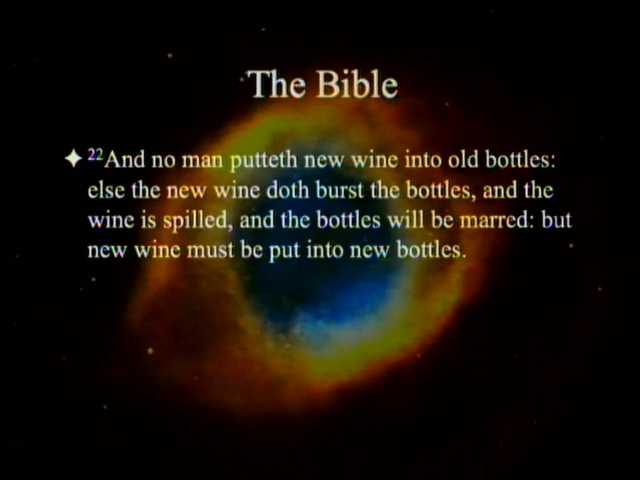 The Bible
22And no man putteth new wine into old bottles:
else the new wine doth burst the bottles, and the
wine is spilled, and the bottles will be marred: but
new wine must be put into new bottles.